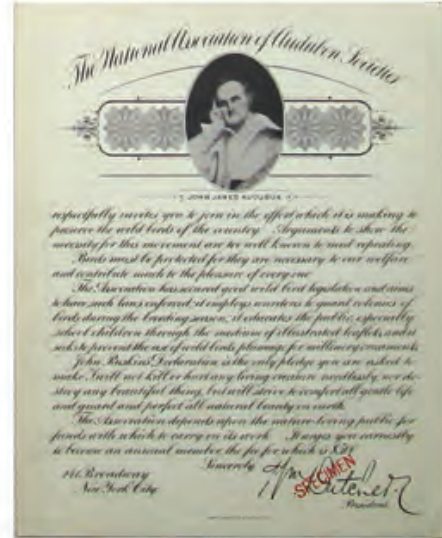 The National Association of Audubon Societies
JOHN JAMES AUDUBON
respectfully invites you to join in the effort which it is making to
preserve the wild birds of the country. Arguments to show the
necessity for this movement are too well known to need repeating.
Birds must be protected for they are necessary to our welfare
and contribute much to the pleasure of every one
The Association has secured good wild bird legislation and aims
to have such laws enforced; it employs wardens to guard colonies of
birds during the breeding season; it educates the public, especially
school children through the medium of illustrated leaflets, and it
seeks to prevent the use of wild birds plumage for millinery ornaments.
John Ruskins' Declaration is the only pledge you are asked to
make I will not kill or hurt any living creature needlessly, nor de-
stroy any beautiful thing, but will strive to comfort all gentle life
and guard and perfect all natural beauty on earth.
The Association depends upon the nature-loving public for
funds with which to carry on its work. It urges you earnestly
to become an annual member, the fee for which is
Sincerely
141 Broadway
New York City.
Wm Dutcher
SPECIMEN
President.